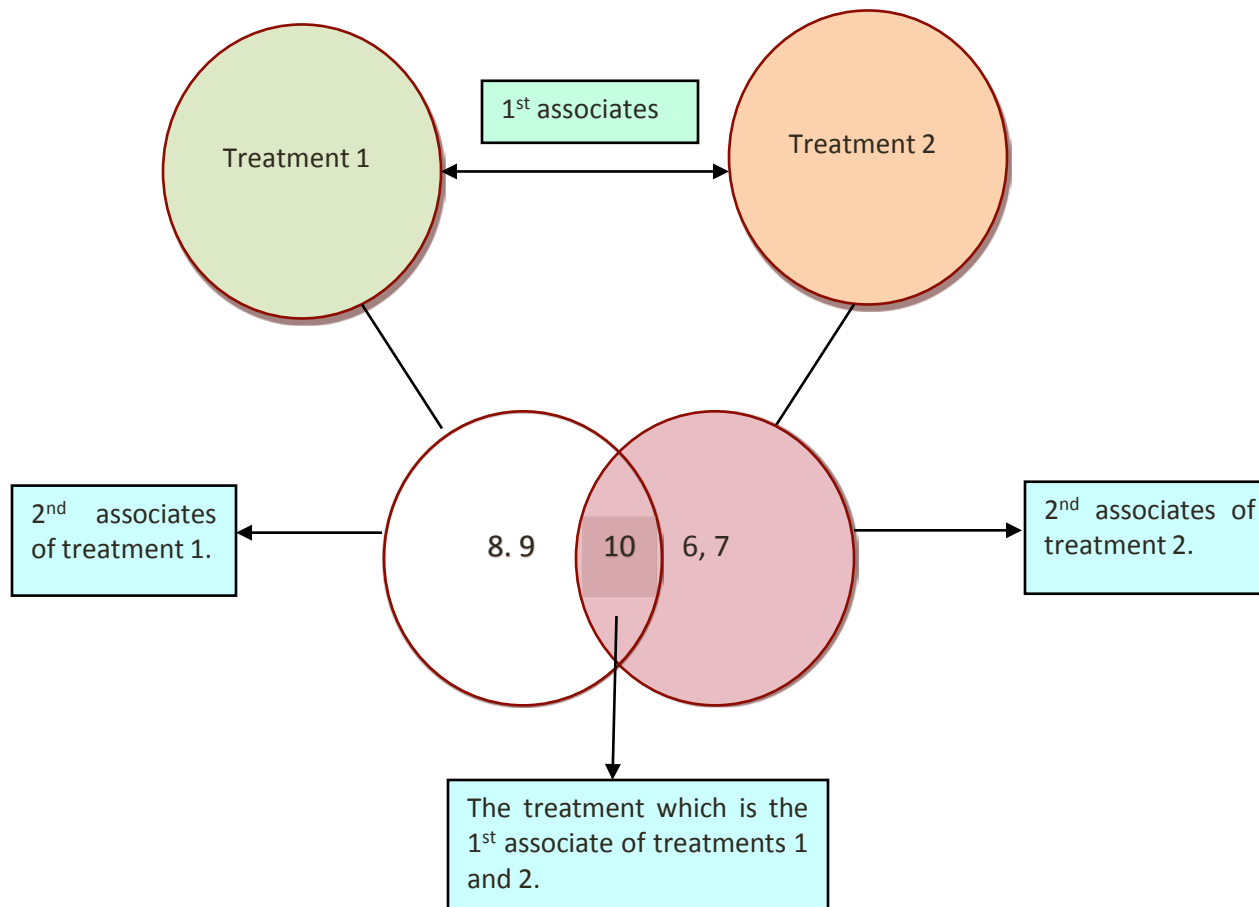 1st associates
Treatment 1
Treatment 2
2nd associates
of treatment 1.
8. 9
10
6, 7
2nd associates of
treatment 2.
The treatment which is the
1st associate of treatments 1
and 2.